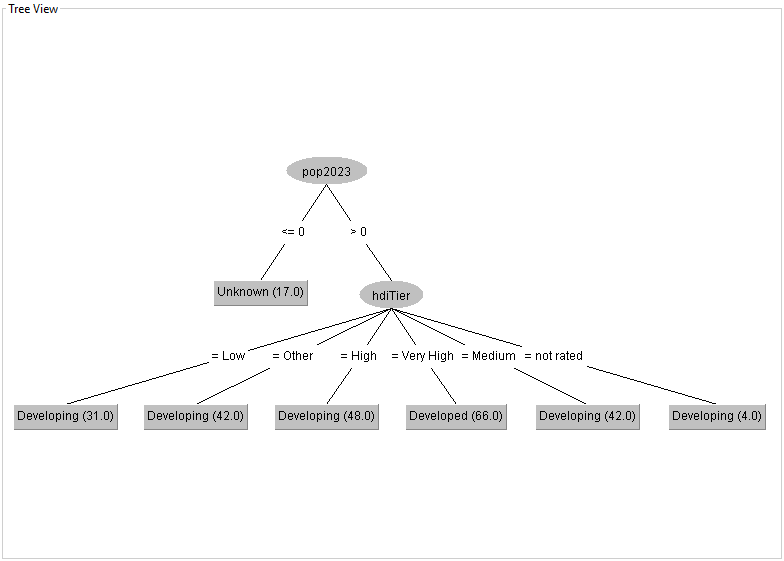 Tree View
pop2023
<= 0
> 0
Unknown (17.0)
hdiTier
= Low
= Other
= High
= Very High
= Medium
= not rated
Developing (31.0)
Developing (42.0)
Developing (48.0)
Developed (66.0)
Developing (42.0)
Developing (4.0)